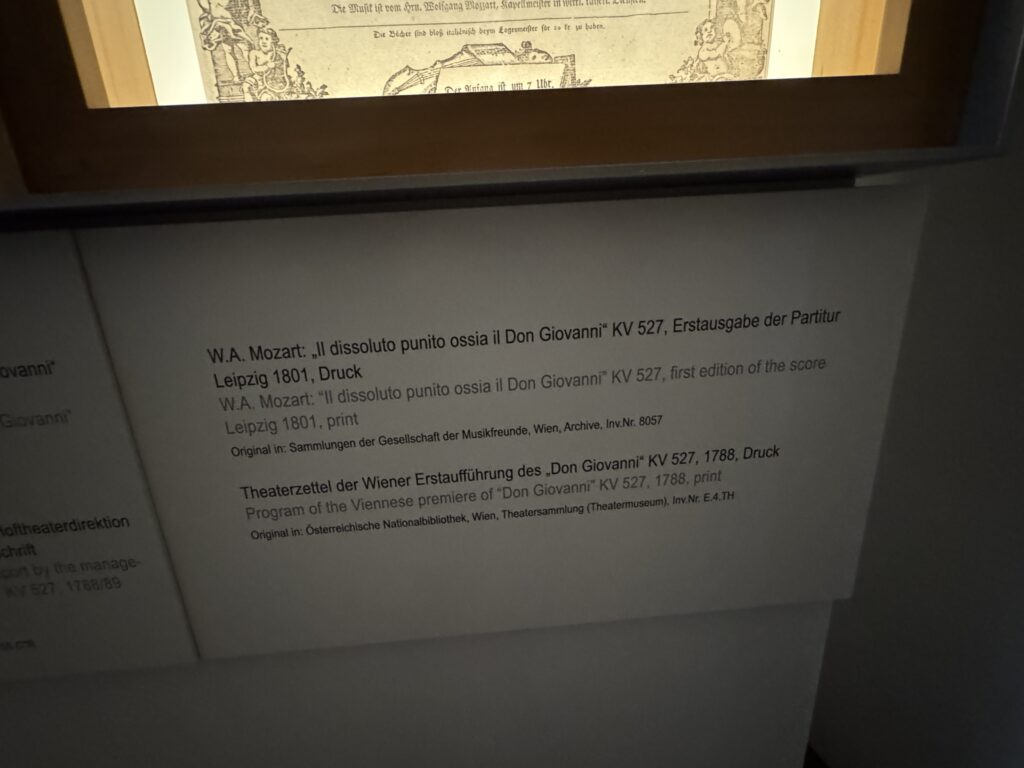 Die Musik ist vom Hrn. Wolfgang Mozzart, Kapellmeister in wirkl. kaiserl. Diensten.
Die Bücher sind bloß italiänisch beym Logenmeister für 20 kr. zu haben.
Der Anfang ist um 7 Uhr.
W.A. Mozart: „Il dissoluto punito ossia il Don Giovanni“ KV 527, Erstausgabe der Partitur
Leipzig 1801, Druck
W.A. Mozart: “Il dissoluto punito ossia il Don Giovanni” KV 527, first edition of the score
Leipzig 1801, print
Original in: Sammlungen der Gesellschaft der Musikfreunde, Wien, Archive, Inv.Nr. 8057
Theaterzettel der Wiener Erstaufführung des „Don Giovanni“ KV 527, 1788, Druck
Program of the Viennese premiere of “Don Giovanni” KV 527, 1788, print
Original in: Österreichische Nationalbibliothek, Wien, Theatersammlung (Theatermuseum), Inv.Nr. E.4.TH
ovanni“
Giovanni”
loftheaterdirektion
schrift
port by the manage-
KV 527, 1788/89